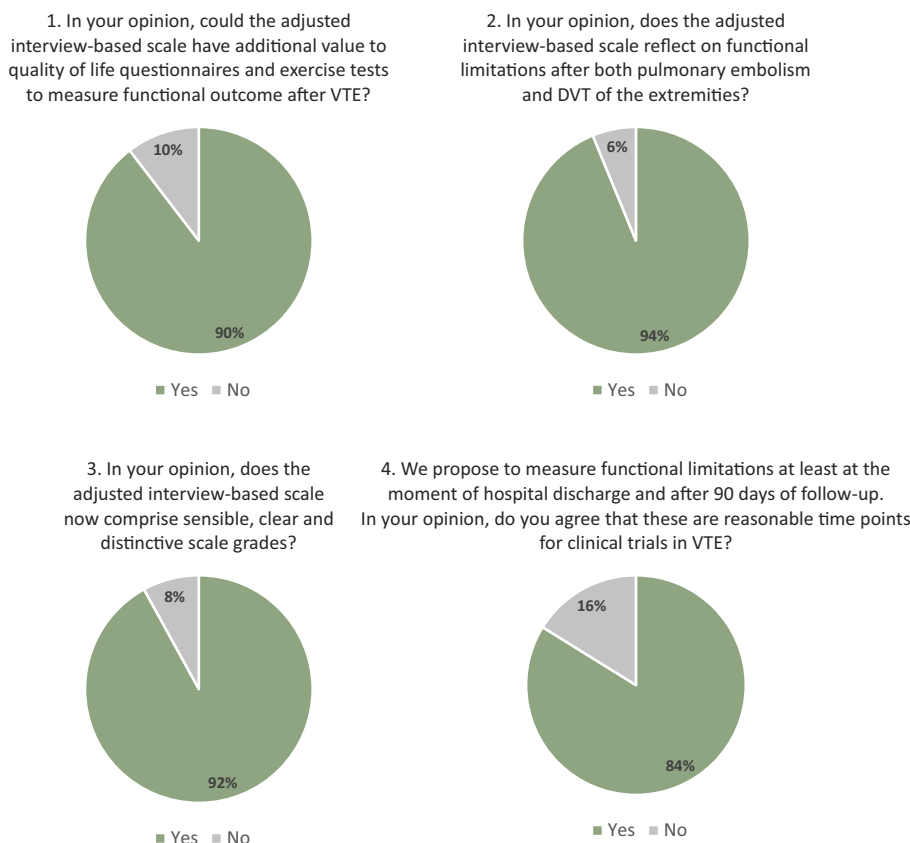 1. In your opinion, could the adjusted
interview-based scale have additional value to
quality of life questionnaires and exercise tests
to measure functional outcome after VTE?
10%
90%
Yes No
2. In your opinion, does the adjusted
interview-based scale reflect on functional
limitations after both pulmonary embolism
and DVT of the extremities?
6%
94%
Yes No
3. In your opinion, does the
adjusted interview-based scale
now comprise sensible, clear and
distinctive scale grades?
8%
92%
Yes No
4. We propose to measure functional limitations at least at the
moment of hospital discharge and after 90 days of follow-up.
In your opinion, do you agree that these are reasonable time points
for clinical trials in VTE?
16%
84%
Yes No